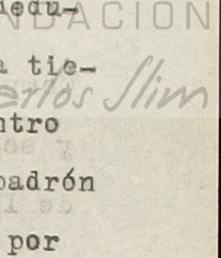 edu-
DACION
a tie-
Carlos Slim
ntro
padrón
por